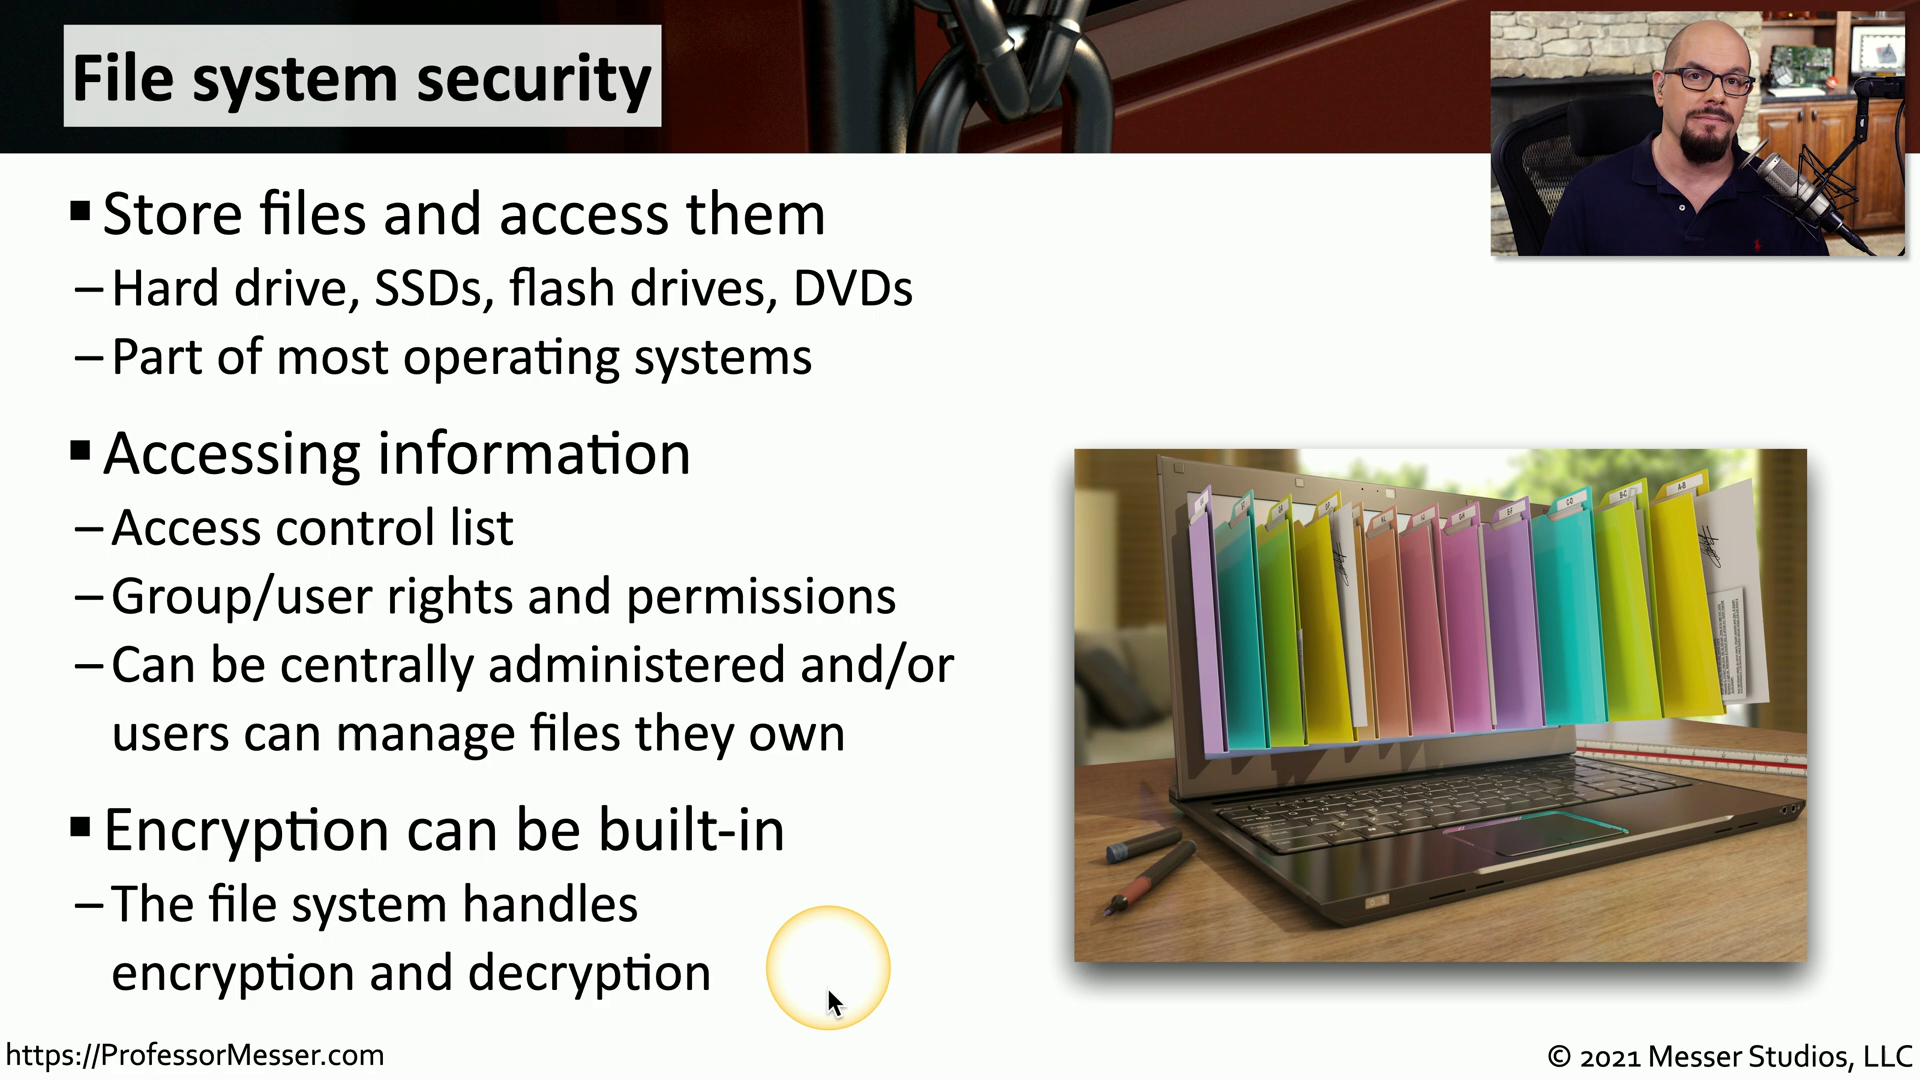 File system security
▪ Store files and access them
– Hard drive, SSDs, flash drives, DVDs
– Part of most operating systems
▪ Accessing information
– Access control list
– Group/user rights and permissions
– Can be centrally administered and/or
users can manage files they own
▪ Encryption can be built-in
– The file system handles
encryption and decryption
https://ProfessorMesser.com
© 2021 Messer Studios, LLC